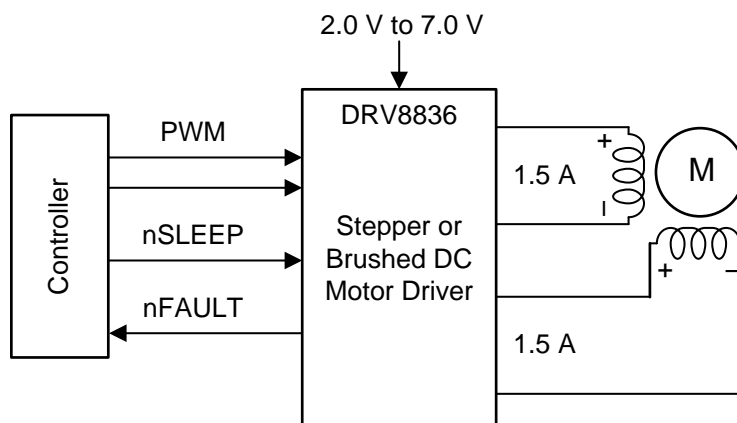 2.0 V to 7.0 V
DRV8836
PWM
+
1.5 A
M
–
Controller
nSLEEP
Stepper or
Brushed DC
Motor Driver
+
–
nFAULT
1.5 A